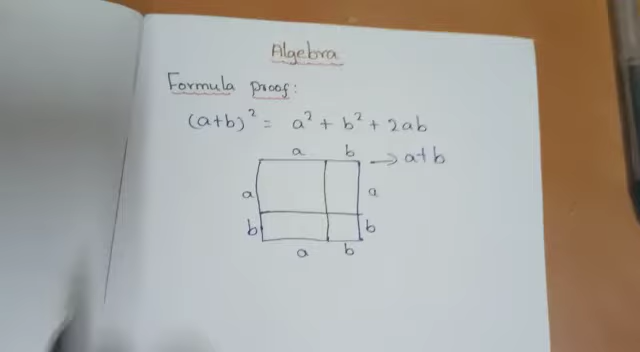 Algebra
Formula proof:
(a+b)² = a² + b² + 2ab
a b → a+b
a a
b b
a b